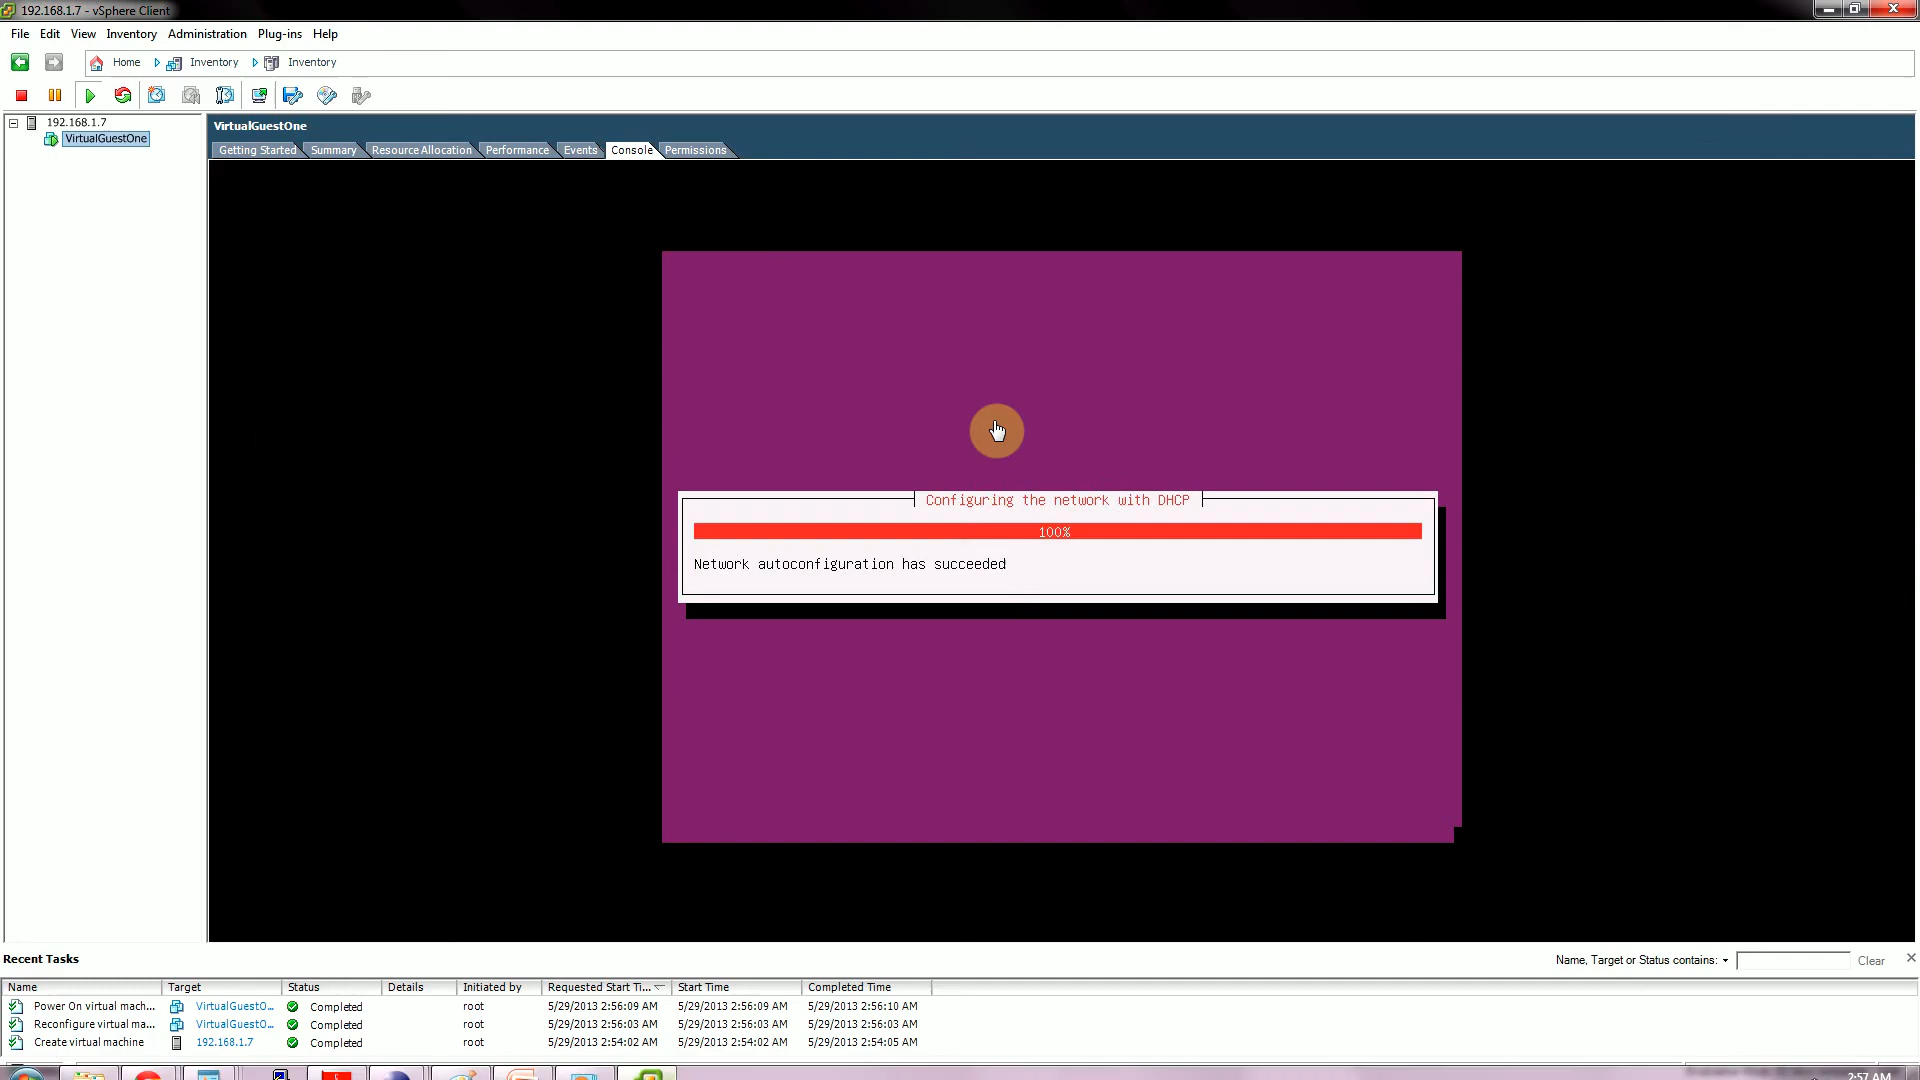 192.168.1.7 - vSphere Client
File Edit View Inventory Administration Plug-ins Help
Home Inventory Inventory
192.168.1.7
VirtualGuestOne
VirtualGuestOne
Getting Started Summary Resource Allocation Performance Events Console Permissions
Configuring the network with DHCP
100%
Network autoconfiguration has succeeded
Recent Tasks
Name, Target or Status contains: Clear
Name Target Status Details Initiated by Requested Start Ti... Start Time Completed Time
Power On virtual mach... VirtualGuestO... Completed root 5/29/2013 2:56:09 AM 5/29/2013 2:56:09 AM 5/29/2013 2:56:10 AM
Reconfigure virtual ma... VirtualGuestO... Completed root 5/29/2013 2:56:03 AM 5/29/2013 2:56:03 AM 5/29/2013 2:56:03 AM
Create virtual machine 192.168.1.7 Completed root 5/29/2013 2:54:02 AM 5/29/2013 2:54:02 AM 5/29/2013 2:54:05 AM
2:57 AM